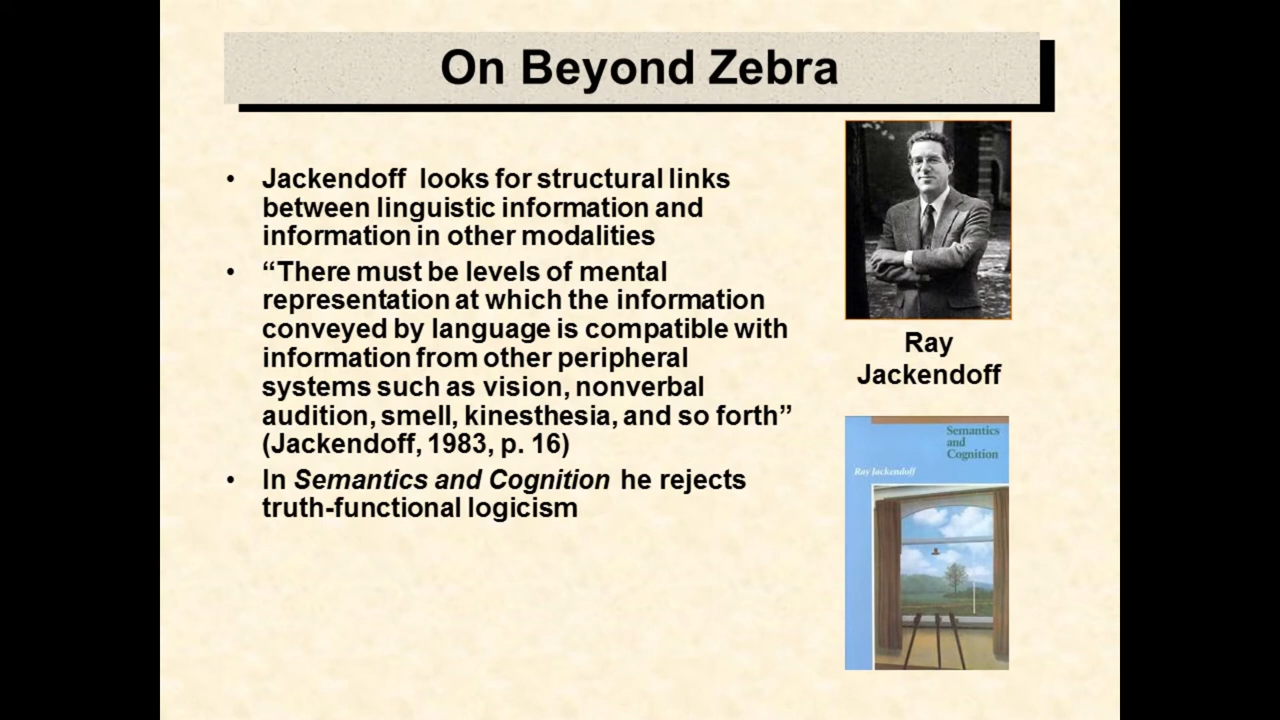 On Beyond Zebra
• Jackendoff looks for structural links
between linguistic information and
information in other modalities
• “There must be levels of mental
representation at which the information
conveyed by language is compatible with
information from other peripheral
systems such as vision, nonverbal
audition, smell, kinesthesia, and so forth”
(Jackendoff, 1983, p. 16)
• In Semantics and Cognition he rejects
truth-functional logicism
Ray
Jackendoff
Semantics
and
Cognition
Ray Jackendoff